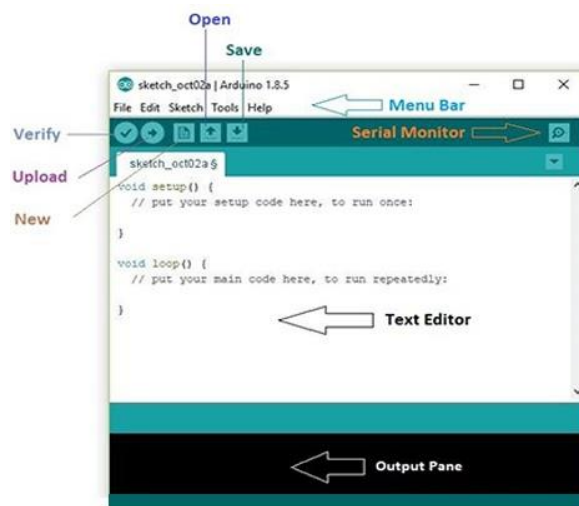 Open
Save
sketch_oct02a | Arduino 1.8.5
File Edit Sketch Tools Help
Menu Bar
Verify
Serial Monitor
Upload
sketch_oct02a §
New
void setup() {
// put your setup code here, to run once:
}
void loop() {
// put your main code here, to run repeatedly:
}
Text Editor
Output Pane